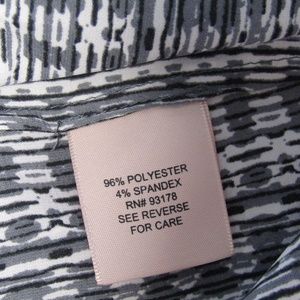 96% POLYESTER
4% SPANDEX
RN# 93178
SEE REVERSE
FOR CARE